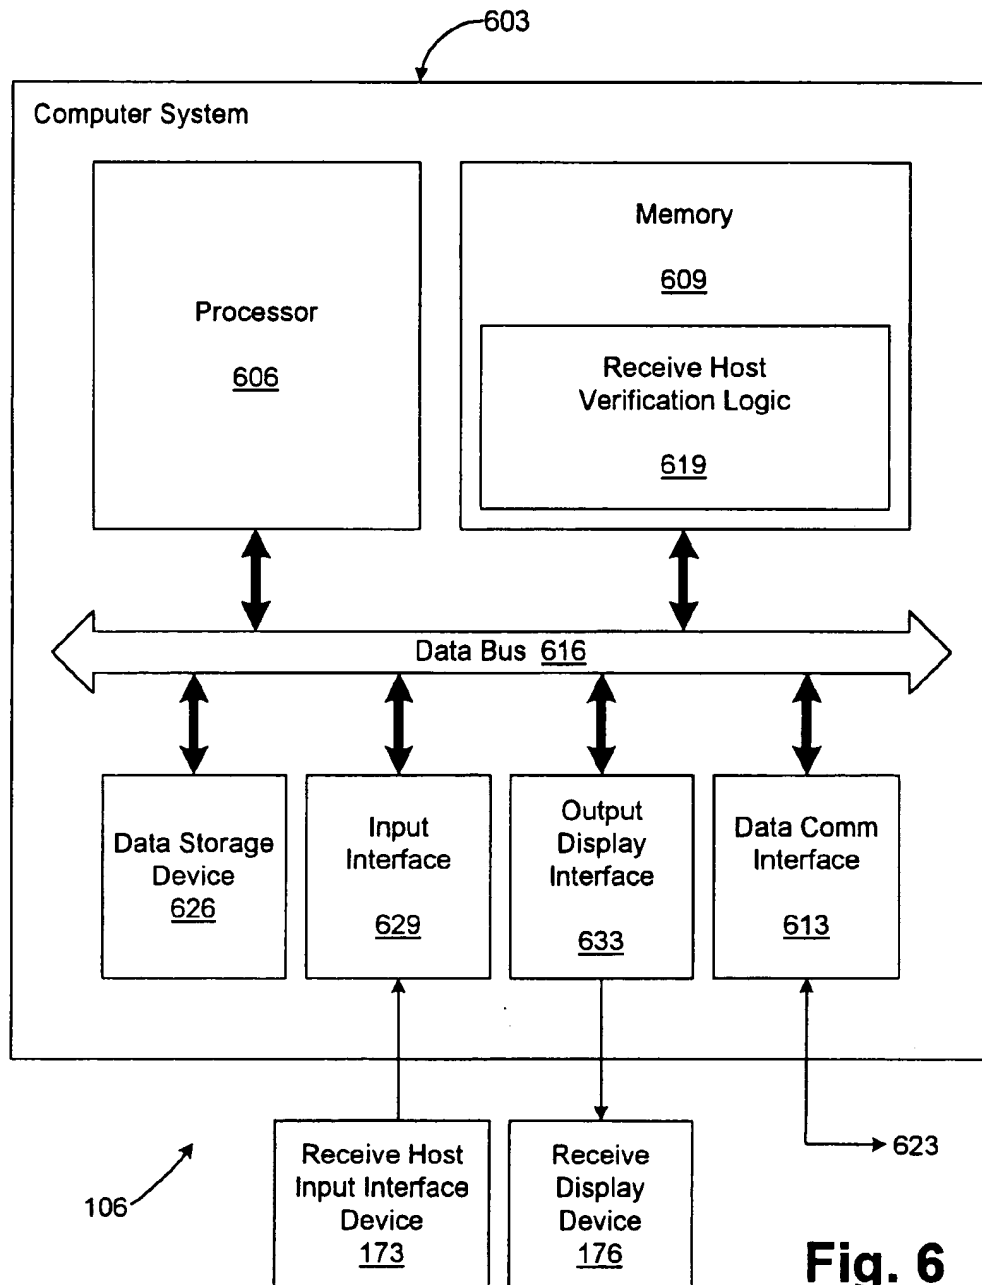 603
Computer System
Processor
606
Memory
609
Receive Host
Verification Logic
619
Data Bus 616
Data Storage
Device
626
Input
Interface
629
Output
Display
Interface
633
Data Comm
Interface
613
623
106
Receive Host
Input Interface
Device
173
Receive
Display
Device
176
Fig. 6